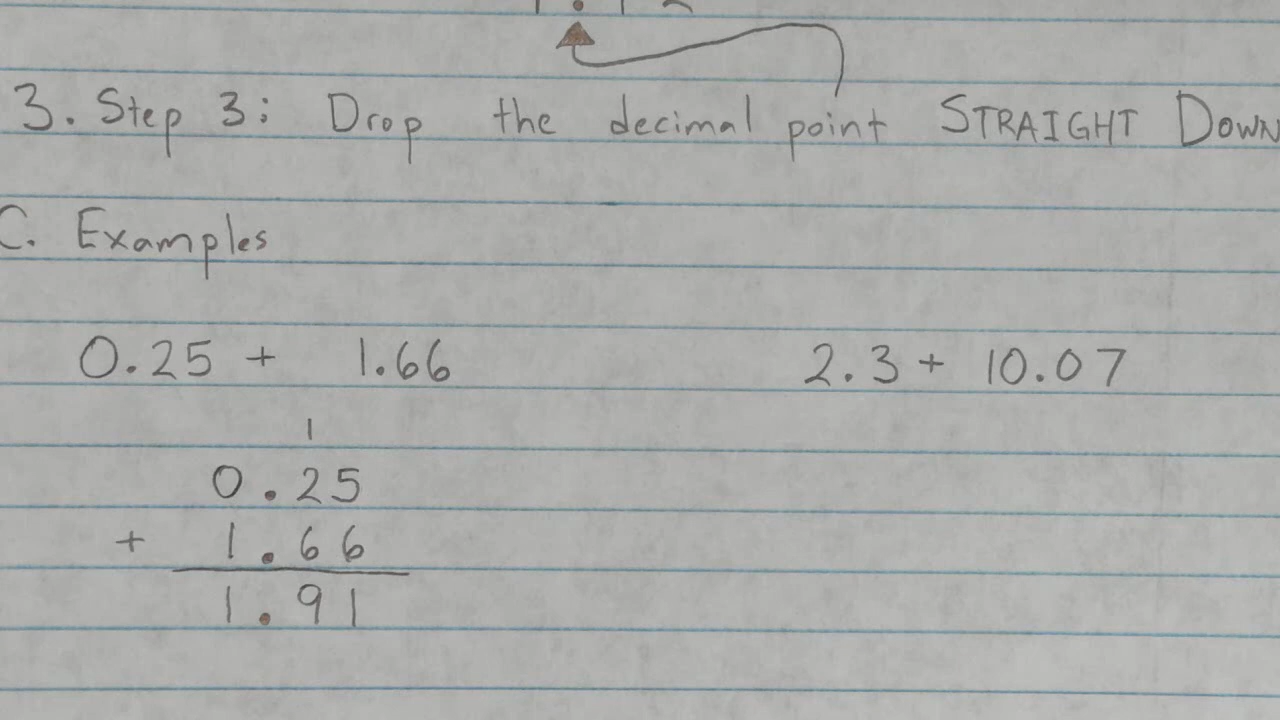 3. Step 3: Drop the decimal point STRAIGHT DOWN
C. Examples
0.25 + 1.66 2.3 + 10.07
1
0.25
+ 1.66
1.91